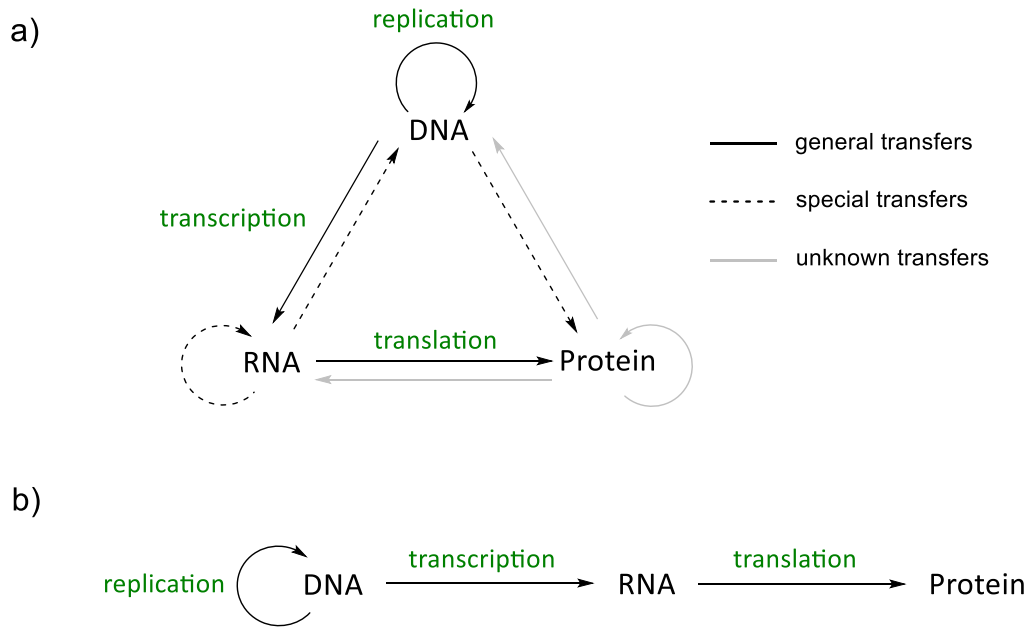 a)
replication
DNA
general transfers
special transfers
transcription
unknown transfers
translation
RNA
Protein
b)
replication
DNA
transcription
RNA
translation
Protein